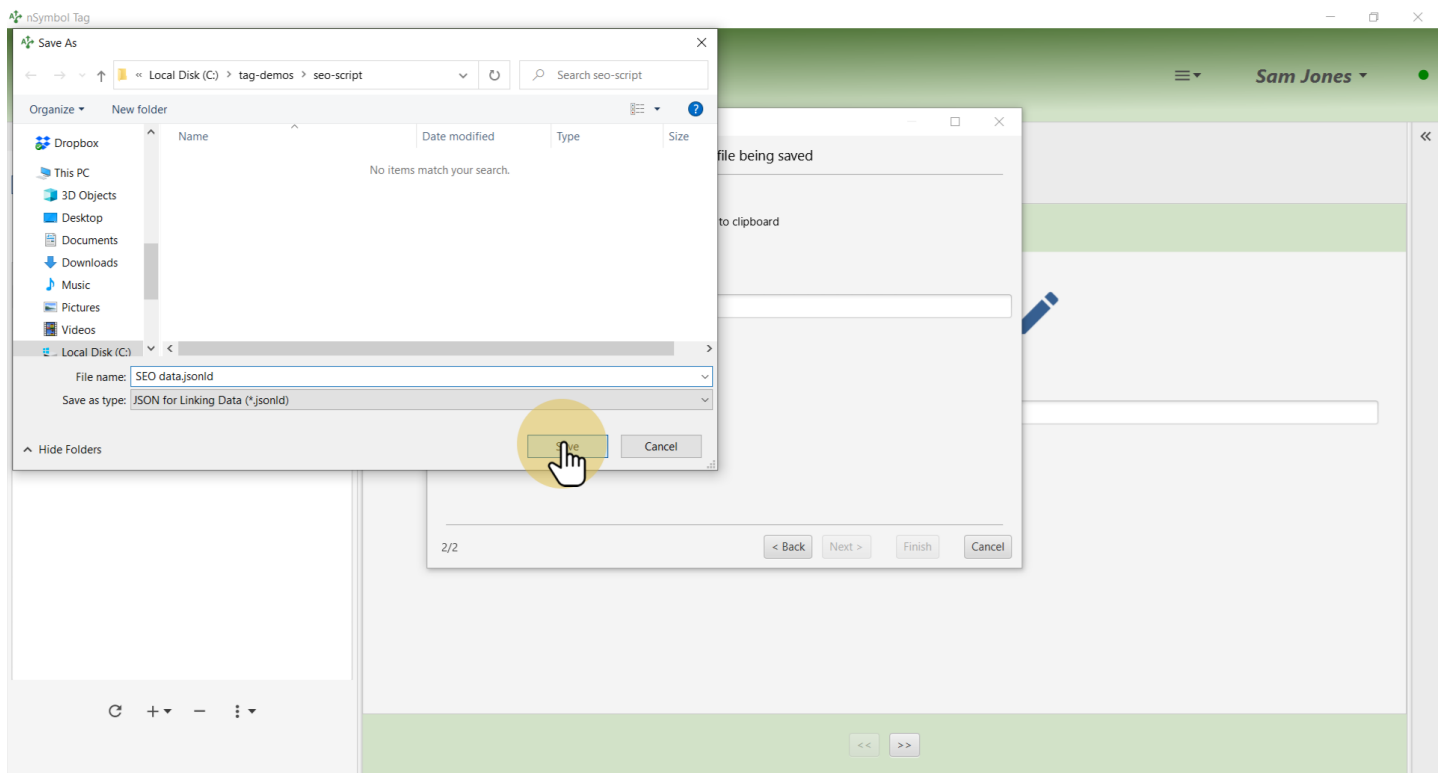 nSymbol Tag
Save As
« Local Disk (C:) > tag-demos > seo-script
Search seo-script
Sam Jones
Organize
New folder
?
«
Name
Date modified
Type
Size
No items match your search.
Dropbox
This PC
3D Objects
Desktop
Documents
Downloads
Music
Pictures
Videos
Local Disk (C:)
file being saved
to clipboard
File name: SEO data.jsonld
Save as type: JSON for Linking Data (*.jsonld)
Hide Folders
Save
Cancel
2/2
< Back
Next >
Finish
Cancel
<<
>>